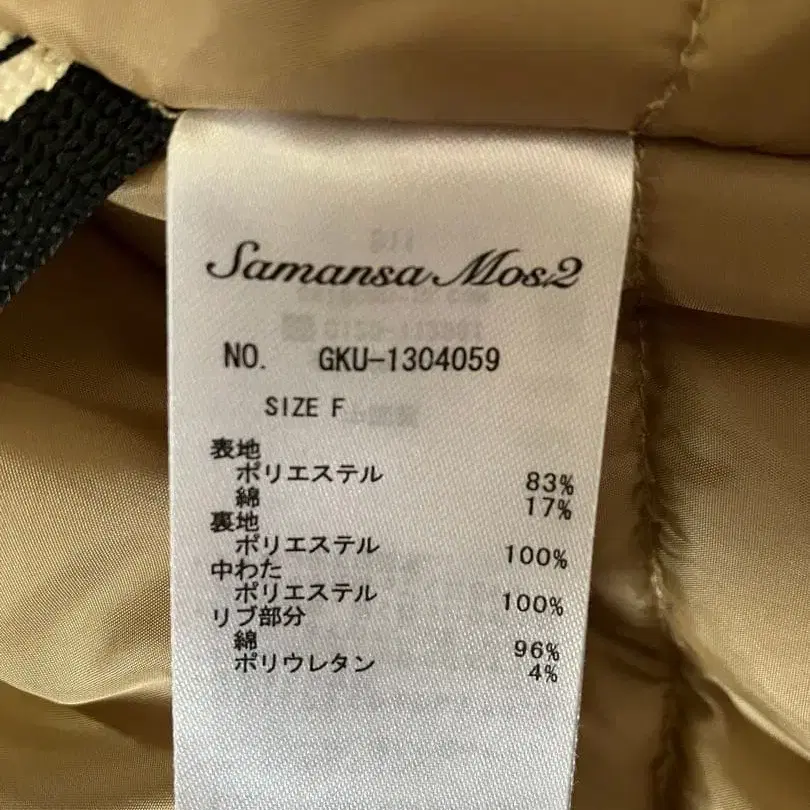 Samansa Mos2
NO. GKU-1304059
SIZE F
表地
ポリエステル 83%
綿 17%
裏地
ポリエステル 100%
中わた
ポリエステル 100%
リブ部分
綿 96%
ポリウレタン 4%